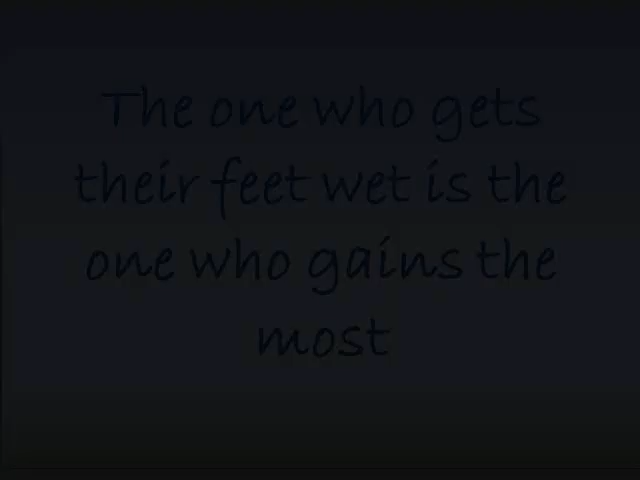 The one who gets
their feet wet is the
one who gains the
most